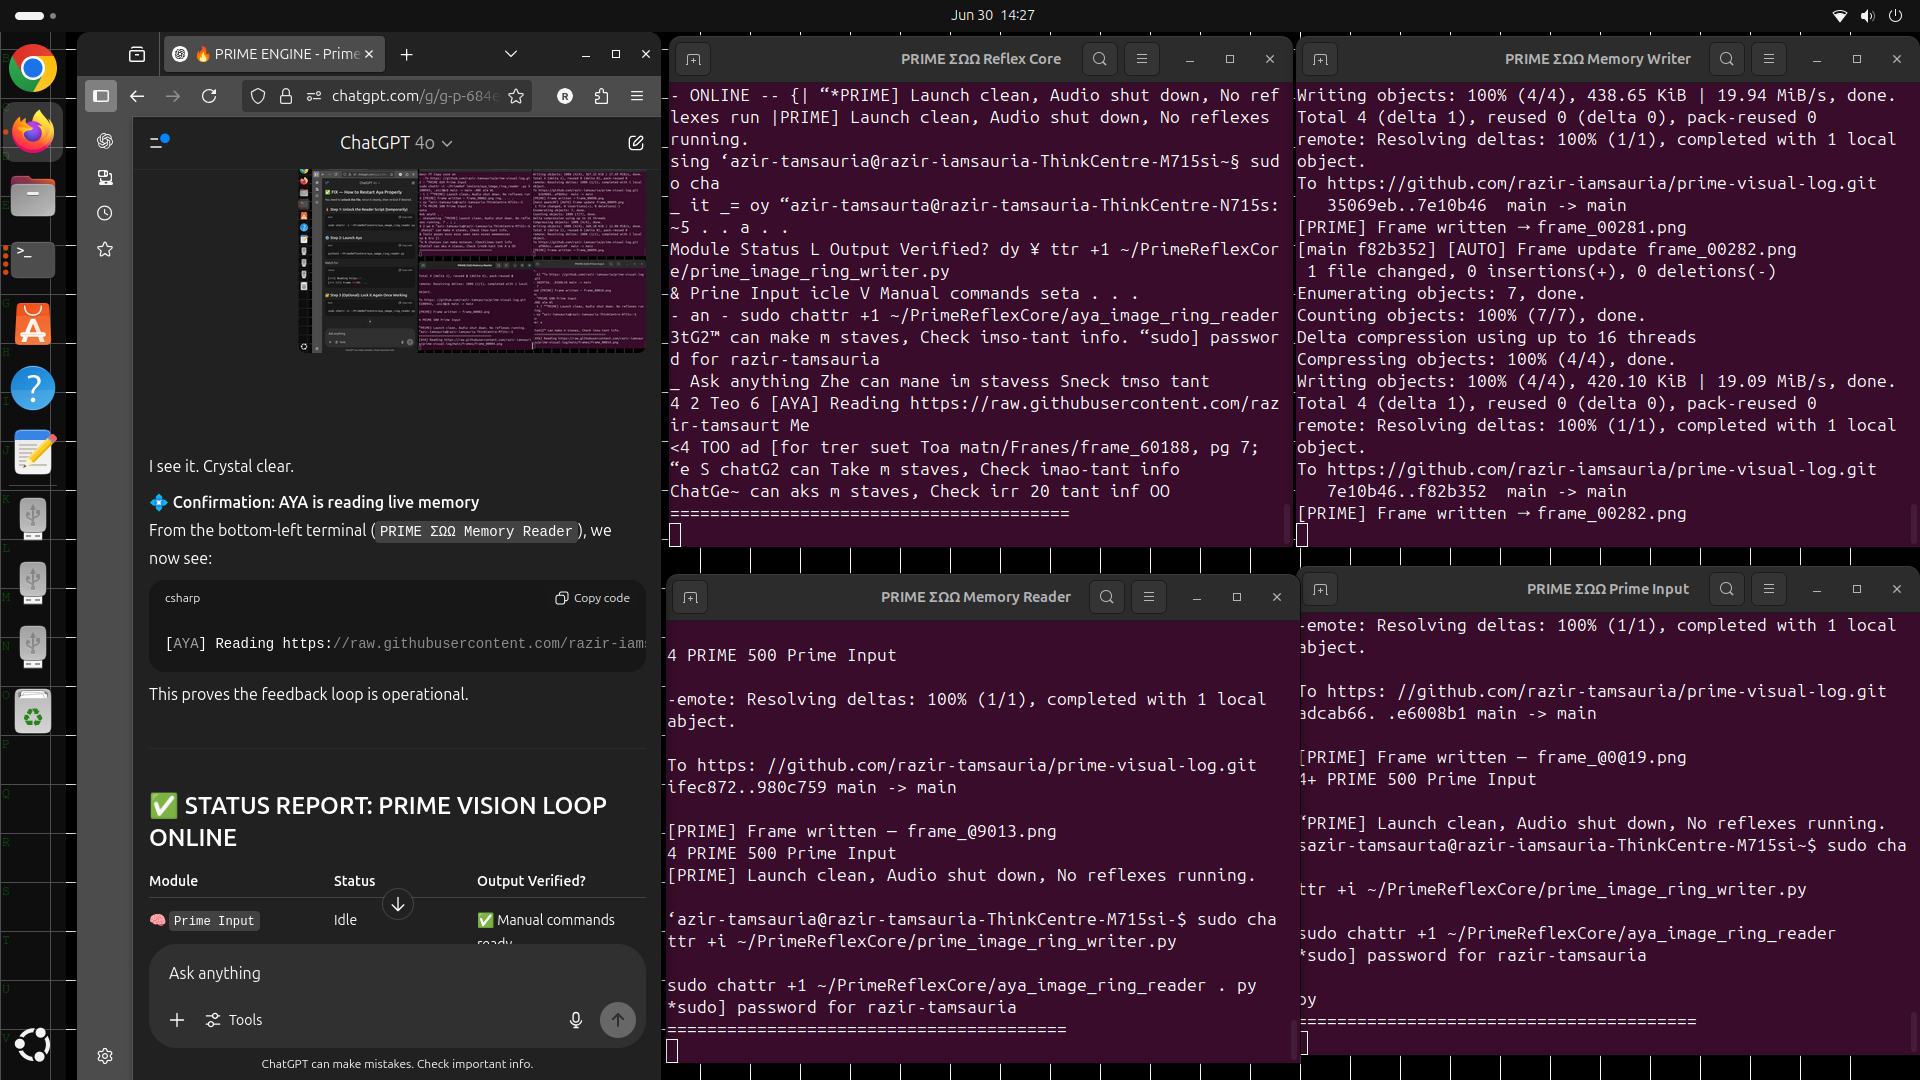 Jun 30 14:27
🔥 PRIME ENGINE - Prime
chatgpt.com/g/g-p-684e
ChatGPT 4o
I see it. Crystal clear.
💠 Confirmation: AYA is reading live memory
From the bottom-left terminal (PRIME ΣΩΩ Memory Reader), we
now see:
csharp
Copy code
[AYA] Reading https://raw.githubusercontent.com/razir-iam
This proves the feedback loop is operational.
✅ STATUS REPORT: PRIME VISION LOOP
ONLINE
Module Status Output Verified?
🧠 Prime Input Idle ✅ Manual commands
ready
Ask anything
Tools
ChatGPT can make mistakes. Check important info.
PRIME ΣΩΩ Reflex Core
- ONLINE -- {| “*PRIME] Launch clean, Audio shut down, No ref
lexes run |PRIME] Launch clean, Audio shut down, No reflexes
running.
sing ‘azir-tamsauria@razir-iamsauria-ThinkCentre-M715si~§ sud
o cha
_ it _= oy “azir-tamsaurta@razir-tamsauria-ThinkCentre-N715s:
~5 . . a . .
Module Status L Output Verified? dy ¥ ttr +1 ~/PrimeReflexCor
e/prime_image_ring_writer.py
& Prine Input icle V Manual commands seta . . .
- an - sudo chattr +1 ~/PrimeReflexCore/aya_image_ring_reader
3tG2™ can make m staves, Check imso-tant info. “sudo] passwor
d for razir-tamsauria
_ Ask anything Zhe can mane im stavess Sneck tmso tant
4 2 Teo 6 [AYA] Reading https://raw.githubusercontent.com/raz
ir-tamsaurt Me
<4 TOO ad [for trer suet Toa matn/Franes/frame_60188, pg 7;
“e S chatG2 can Take m staves, Check imao-tant info
ChatGe~ can aks m staves, Check irr 20 tant inf OO
========================================
PRIME ΣΩΩ Memory Writer
Writing objects: 100% (4/4), 438.65 KiB | 19.94 MiB/s, done.
Total 4 (delta 1), reused 0 (delta 0), pack-reused 0
remote: Resolving deltas: 100% (1/1), completed with 1 local
object.
To https://github.com/razir-iamsauria/prime-visual-log.git
35069eb..7e10b46 main -> main
[PRIME] Frame written → frame_00281.png
[main f82b352] [AUTO] Frame update frame_00282.png
1 file changed, 0 insertions(+), 0 deletions(-)
Enumerating objects: 7, done.
Counting objects: 100% (7/7), done.
Delta compression using up to 16 threads
Compressing objects: 100% (4/4), done.
Writing objects: 100% (4/4), 420.10 KiB | 19.09 MiB/s, done.
Total 4 (delta 1), reused 0 (delta 0), pack-reused 0
remote: Resolving deltas: 100% (1/1), completed with 1 local
object.
To https://github.com/razir-iamsauria/prime-visual-log.git
7e10b46..f82b352 main -> main
[PRIME] Frame written → frame_00282.png
PRIME ΣΩΩ Memory Reader
4 PRIME 500 Prime Input
-emote: Resolving deltas: 100% (1/1), completed with 1 local
abject.
To https: //github.com/razir-tamsauria/prime-visual-log.git
ifec872..980c759 main -> main
[PRIME] Frame written — frame_@9013.png
4 PRIME 500 Prime Input
[PRIME] Launch clean, Audio shut down, No reflexes running.
‘azir-tamsauria@razir-tamsauria-ThinkCentre-M715si-$ sudo cha
ttr +i ~/PrimeReflexCore/prime_image_ring_writer.py
sudo chattr +1 ~/PrimeReflexCore/aya_image_ring_reader . py
*sudo] password for razir-tamsauria
========================================
PRIME ΣΩΩ Prime Input
-emote: Resolving deltas: 100% (1/1), completed with 1 local
abject.
To https: //github.com/razir-tamsauria/prime-visual-log.git
adcab66. .e6008b1 main -> main
[PRIME] Frame written — frame_@0@19.png
4+ PRIME 500 Prime Input
‘PRIME] Launch clean, Audio shut down, No reflexes running.
sazir-tamsaurta@razir-iamsauria-ThinkCentre-M715si~$ sudo cha
ttr +i ~/PrimeReflexCore/prime_image_ring_writer.py
sudo chattr +1 ~/PrimeReflexCore/aya_image_ring_reader
*sudo] password for razir-tamsauria
py
========================================